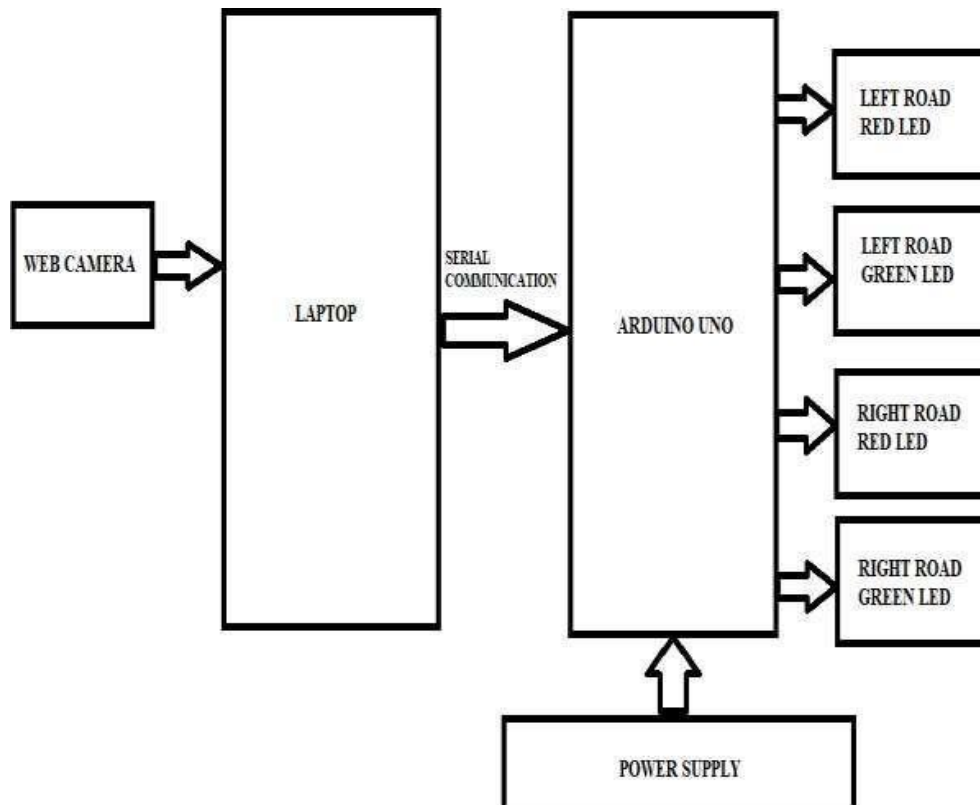 LEFT ROAD
RED LED
WEB CAMERA
LAPTOP
SERIAL
COMMUNICATION
ARDUINO UNO
LEFT ROAD
GREEN LED
RIGHT ROAD
RED LED
RIGHT ROAD
GREEN LED
POWER SUPPLY